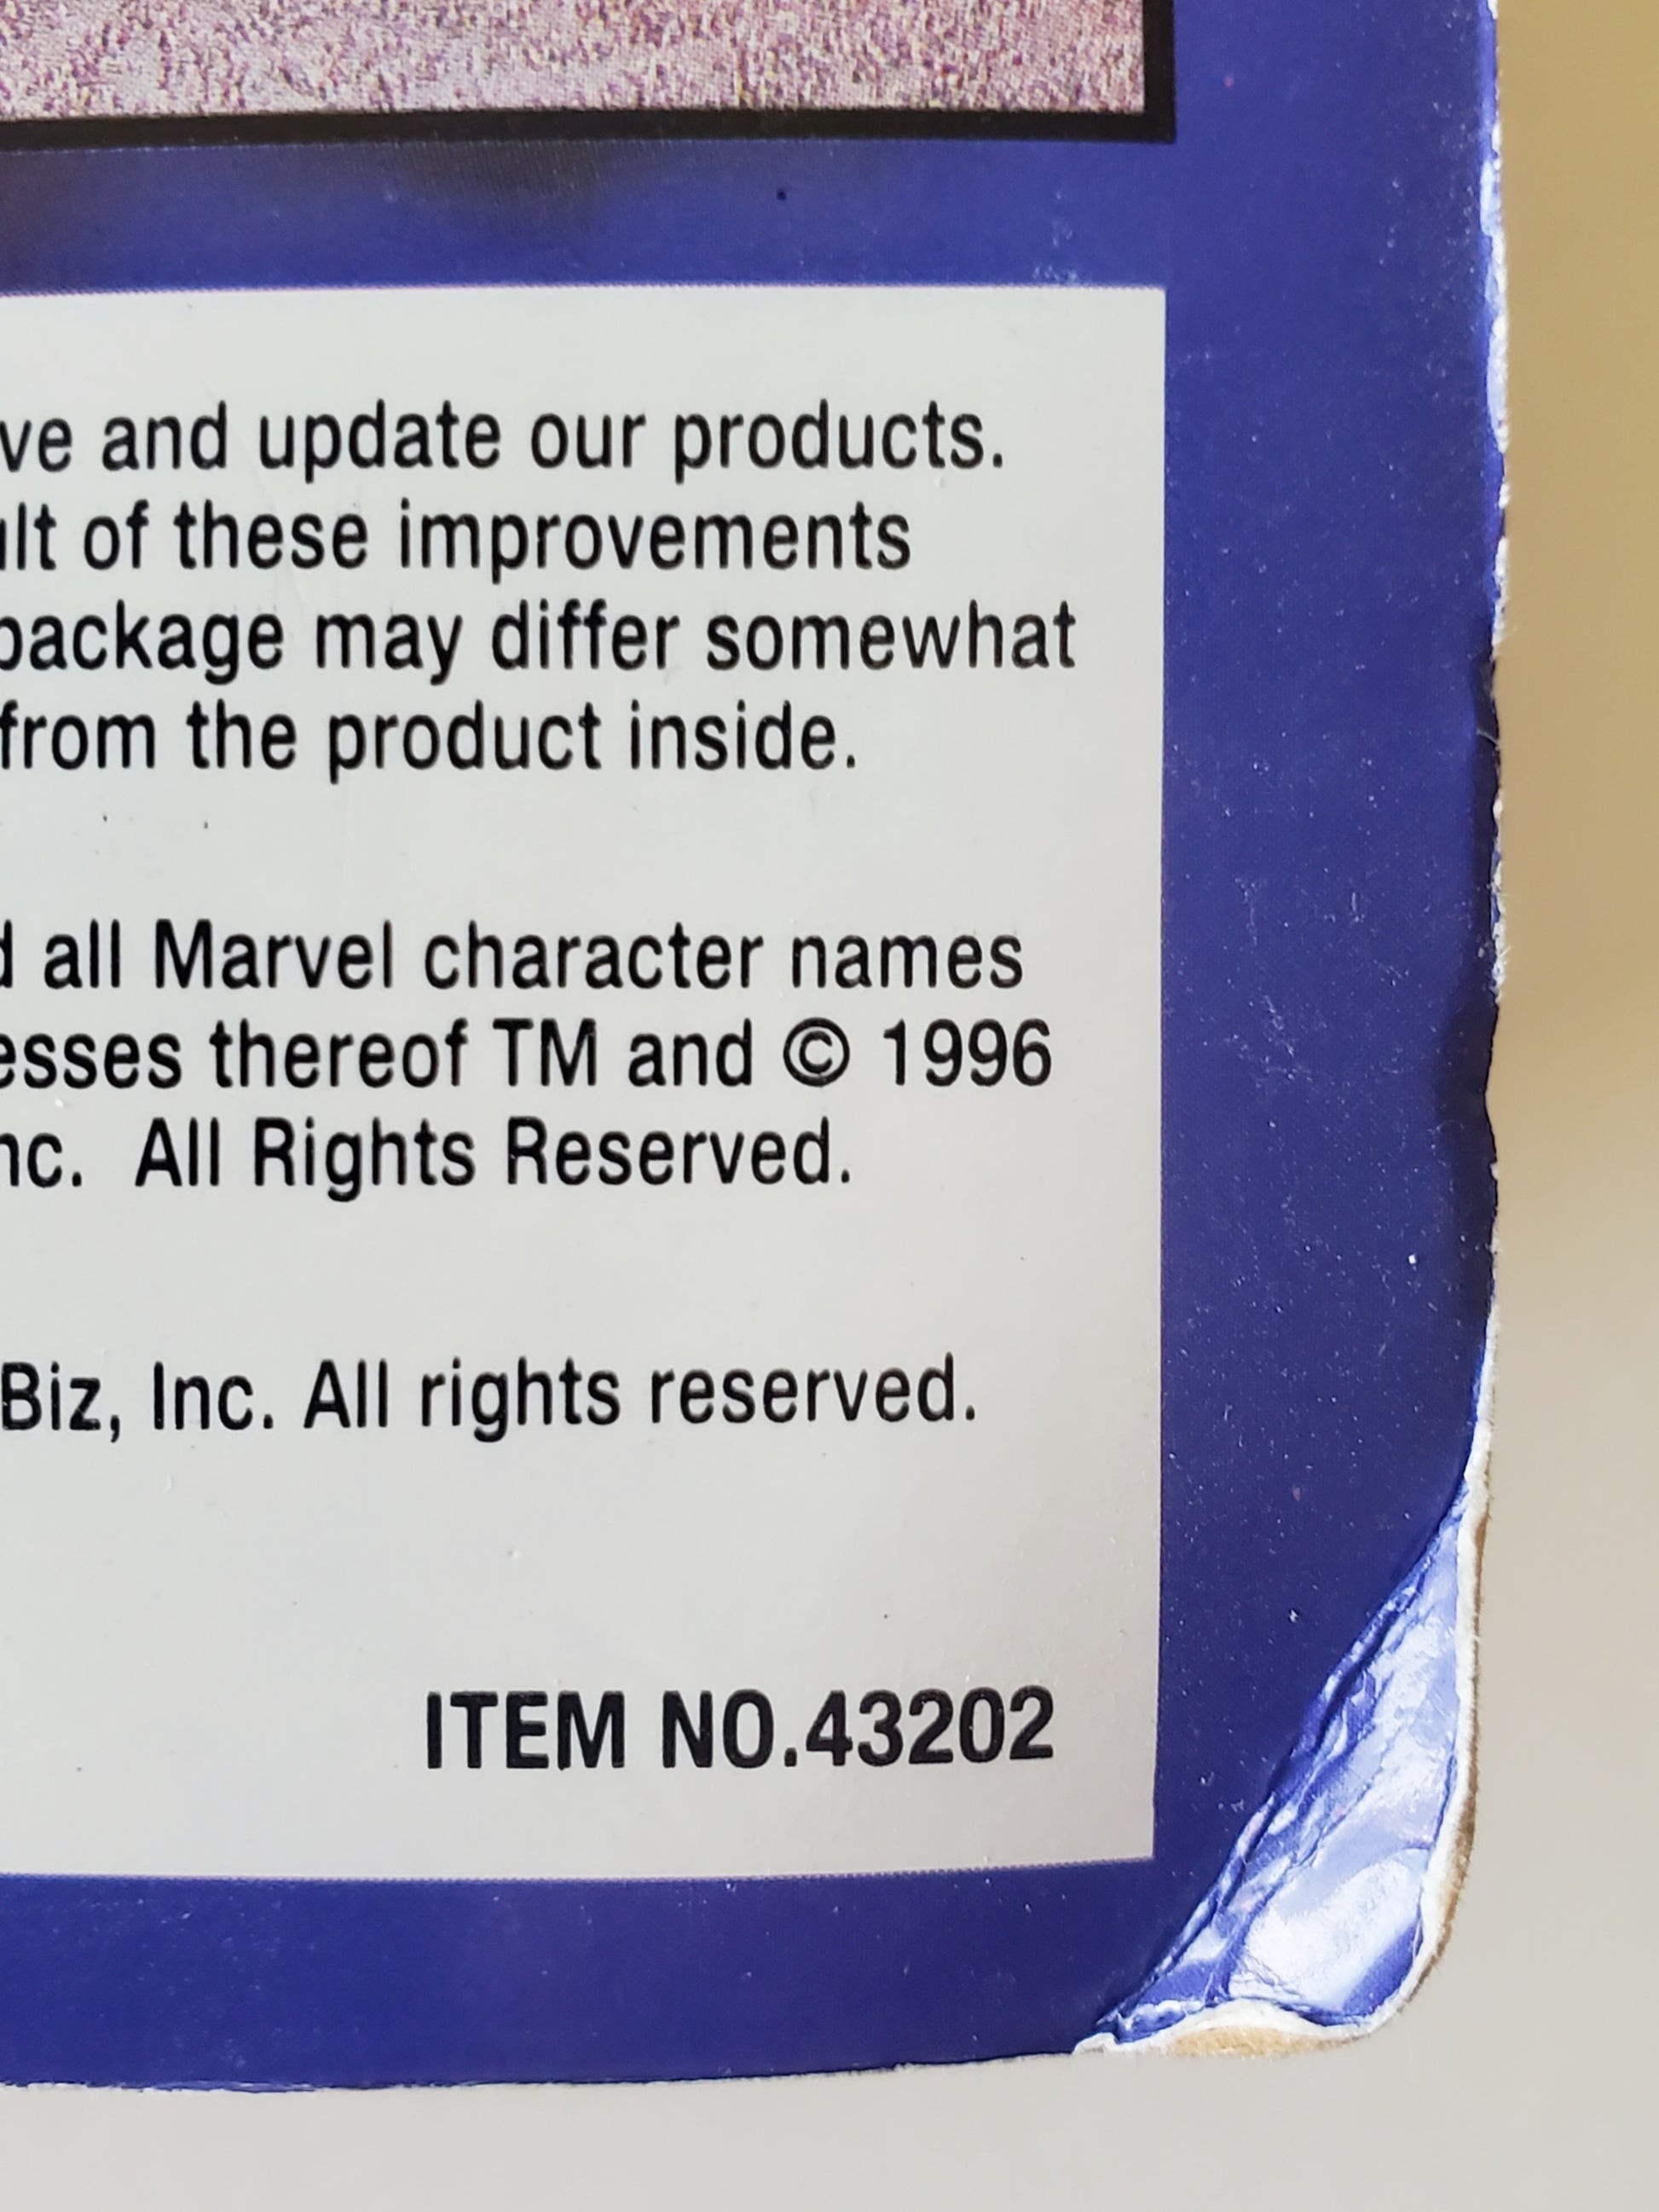 ve and update our products.
ult of these improvements
package may differ somewhat
from the product inside.
d all Marvel character names
esses thereof TM and © 1996
nc. All Rights Reserved.
Biz, Inc. All rights reserved.
ITEM NO.43202